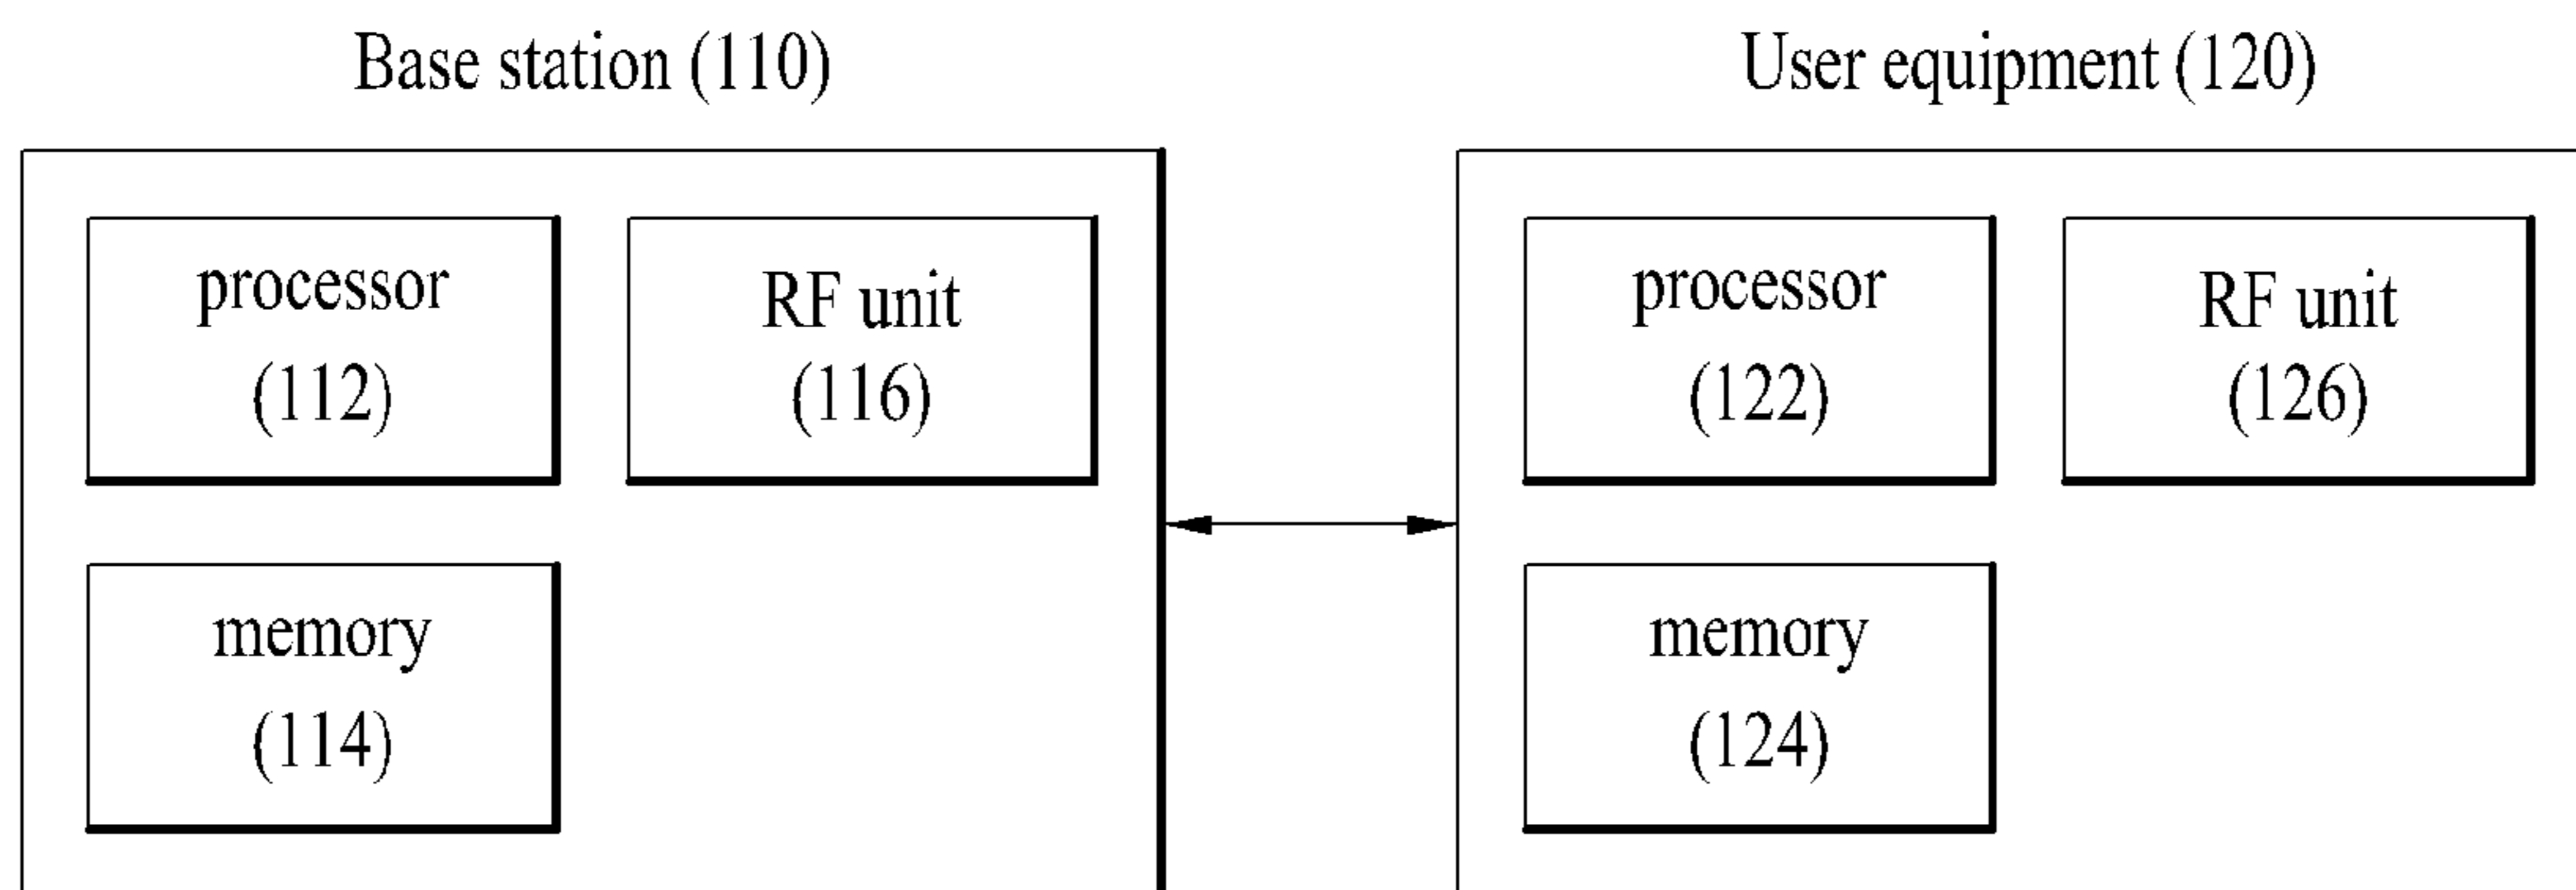 Base station (110)
User equipment (120)
processor
(112)
RF unit
(116)
memory
(114)
processor
(122)
RF unit
(126)
memory
(124)